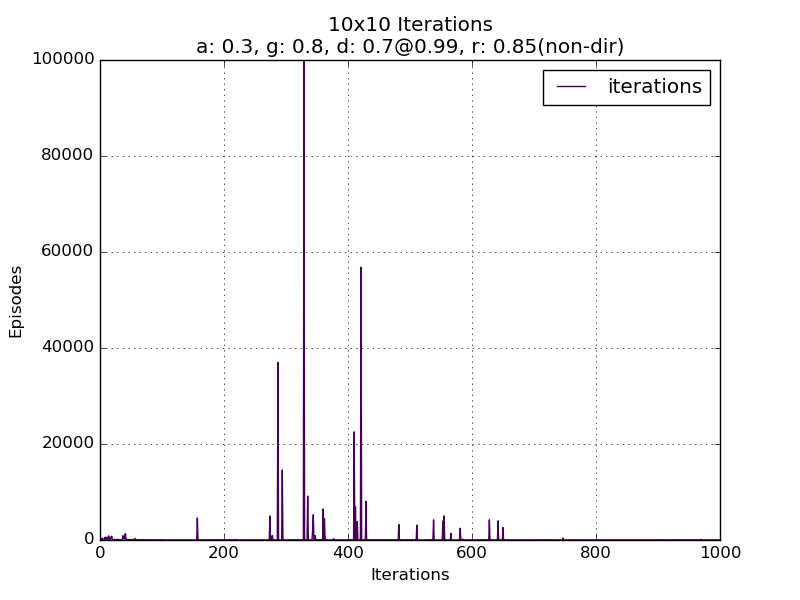 10x10 Iterations
a: 0.3, g: 0.8, d: 0.7@0.99, r: 0.85(non-dir)
iterations
100000
80000
60000
40000
20000
0
Episodes
0 200 400 600 800 1000
Iterations